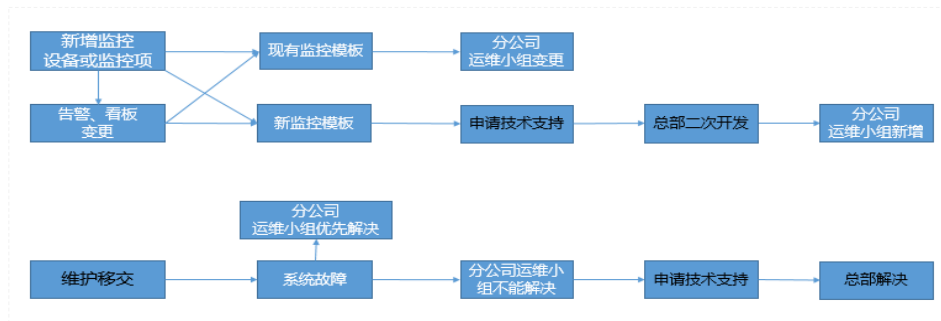 新增监控
设备或监控项
现有监控模板
分公司
运维小组变更
告警、看板
变更
新监控模板
申请技术支持
总部二次开发
分公司
运维小组新增
分公司
运维小组优先解决
维护移交
系统故障
分公司运维小
组不能解决
申请技术支持
总部解决